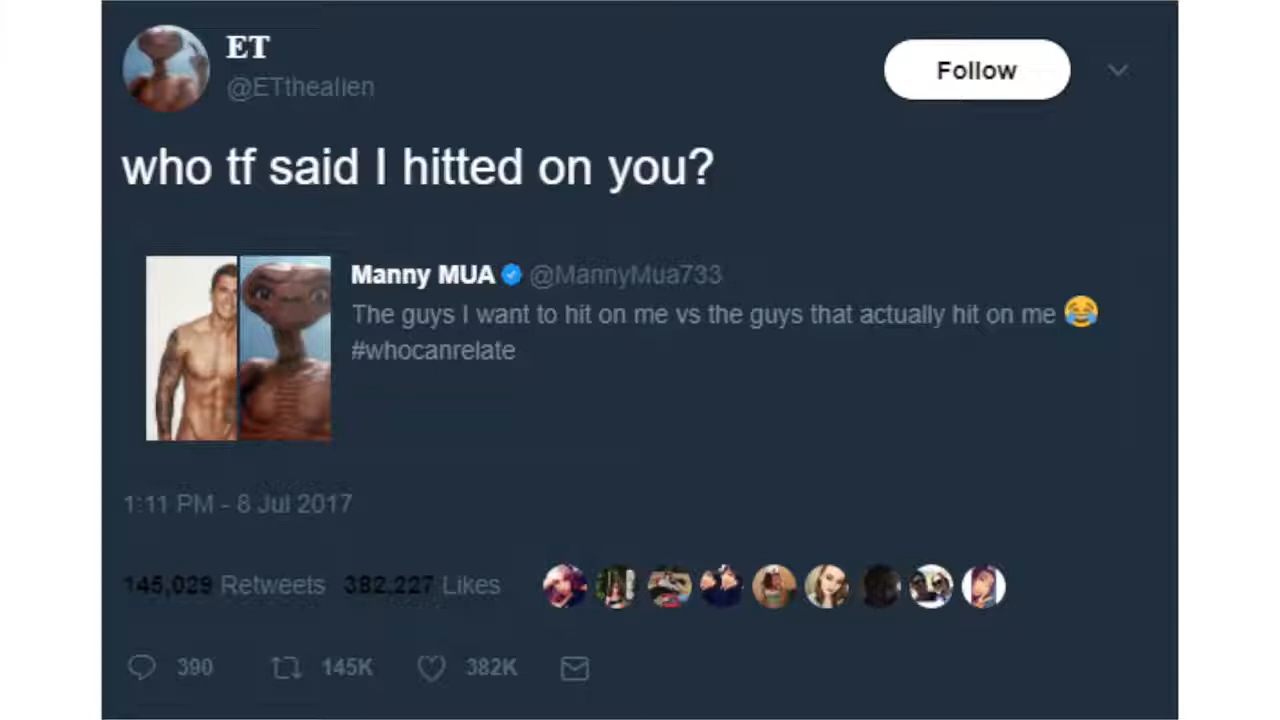 ET
@ETthealien
Follow
who tf said I hitted on you?
Manny MUA @MannyMua733
The guys I want to hit on me vs the guys that actually hit on me 😂
#whocanrelate
1:11 PM - 8 Jul 2017
145,029 Retweets 382,227 Likes
390 145K 382K